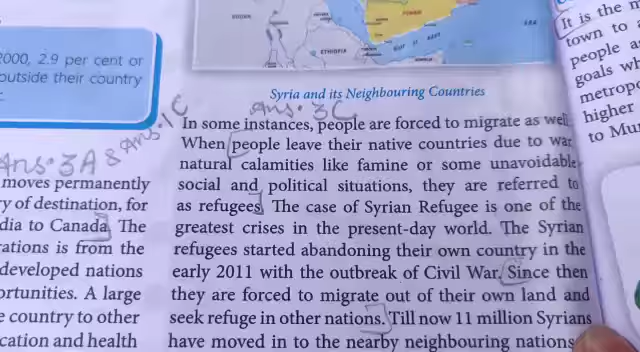 SUDAN
YEMEN
ETHIOPIA
GULF OF ADEN
SEA
Syria and its Neighbouring Countries
2000, 2.9 per cent or
outside their country
Ans. 3A & Ans. 1C
moves permanently
ry of destination, for
dia to Canada. The
rations is from the
developed nations
ortunities. A large
e country to other
cation and health
Ans. 3C
In some instances, people are forced to migrate as well.
When people leave their native countries due to war,
natural calamities like famine or some unavoidable
social and political situations, they are referred to
as refugees. The case of Syrian Refugee is one of the
greatest crises in the present-day world. The Syrian
refugees started abandoning their own country in the
early 2011 with the outbreak of Civil War. Since then
they are forced to migrate out of their own land and
seek refuge in other nations. Till now 11 million Syrians
have moved in to the nearby neighbouring nations
It is the
town to
people
goals wh
metropo
higher
to Mu